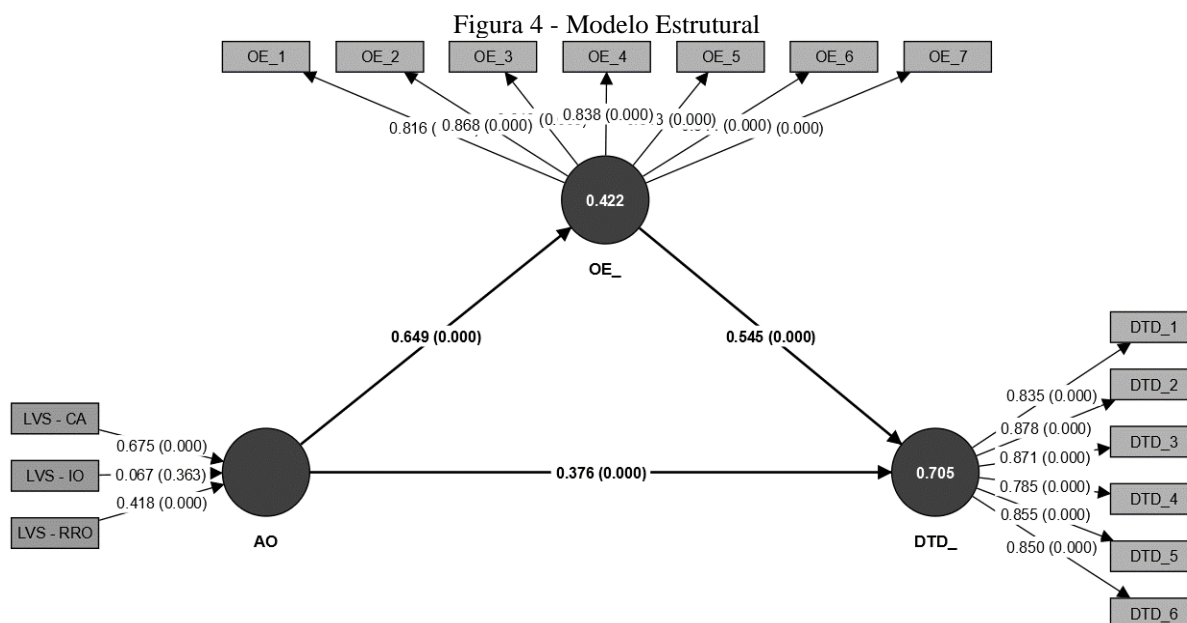 Figura 4 - Modelo Estrutural
OE_1 OE_2 OE_3 OE_4 OE_5 OE_6 OE_7
0.816 0.868 (0.000) 0.838 (0.000) (0.000) (0.000)
0.422
OE_
0.649 (0.000) 0.545 (0.000)
LVS - CA
0.675 (0.000)
LVS - IO
0.067 (0.363)
LVS - RRO
0.418 (0.000)
AO
0.376 (0.000)
0.705
DTD_
DTD_1
0.835 (0.000)
DTD_2
0.878 (0.000)
DTD_3
0.871 (0.000)
DTD_4
0.785 (0.000)
DTD_5
0.855 (0.000)
0.850 (0.000)
DTD_6